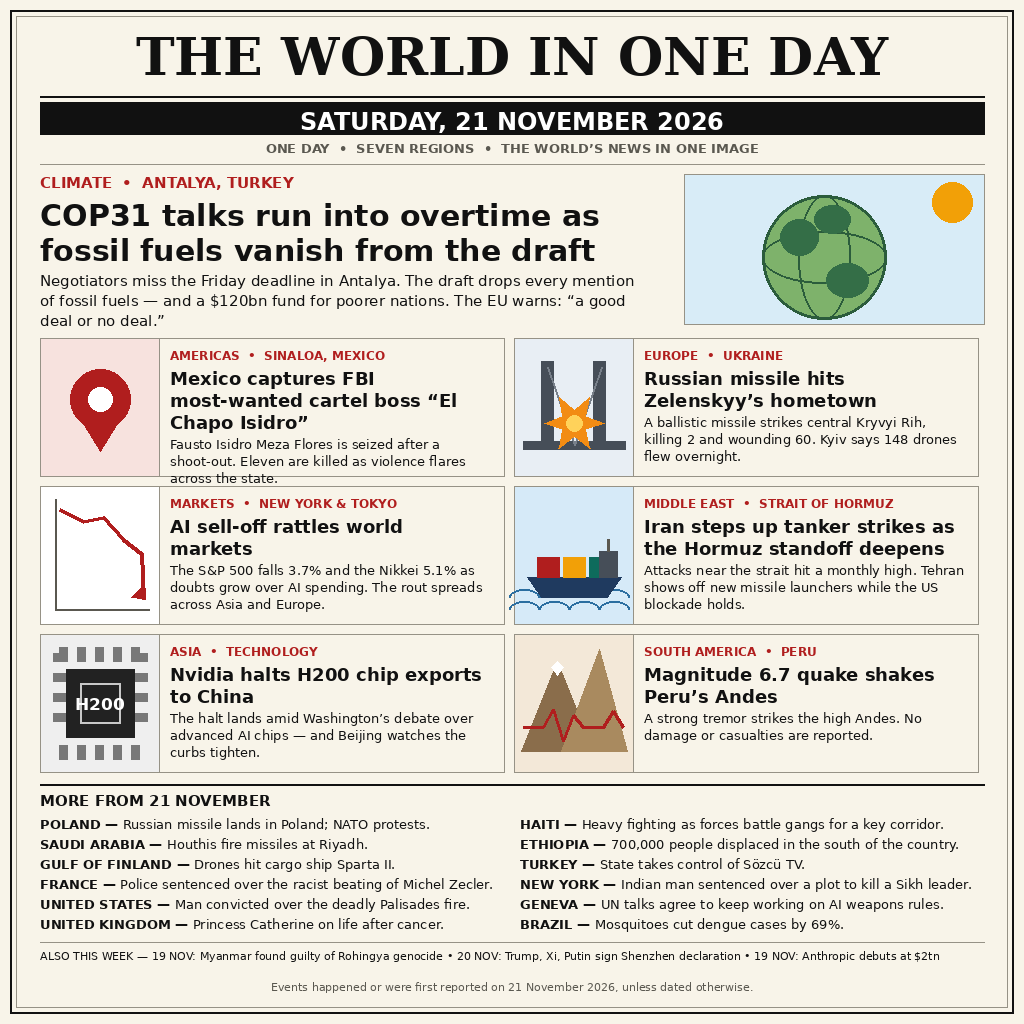 THE WORLD IN ONE DAY
SATURDAY, 21 NOVEMBER 2026
ONE DAY • SEVEN REGIONS • THE WORLD’S NEWS IN ONE IMAGE
CLIMATE • ANTALYA, TURKEY
COP31 talks run into overtime as
fossil fuels vanish from the draft
Negotiators miss the Friday deadline in Antalya. The draft drops every mention
of fossil fuels — and a $120bn fund for poorer nations. The EU warns: “a good
deal or no deal.”
AMERICAS • SINALOA, MEXICO
Mexico captures FBI
most-wanted cartel boss “El
Chapo Isidro”
Fausto Isidro Meza Flores is seized after a
shoot-out. Eleven are killed as violence flares
across the state.
EUROPE • UKRAINE
Russian missile hits
Zelenskyy’s hometown
A ballistic missile strikes central Kryvyi Rih,
killing 2 and wounding 60. Kyiv says 148 drones
flew overnight.
MARKETS • NEW YORK & TOKYO
AI sell-off rattles world
markets
The S&P 500 falls 3.7% and the Nikkei 5.1% as
doubts grow over AI spending. The rout spreads
across Asia and Europe.
MIDDLE EAST • STRAIT OF HORMUZ
Iran steps up tanker strikes as
the Hormuz standoff deepens
Attacks near the strait hit a monthly high. Tehran
shows off new missile launchers while the US
blockade holds.
H200
ASIA • TECHNOLOGY
Nvidia halts H200 chip exports
to China
The halt lands amid Washington’s debate over
advanced AI chips — and Beijing watches the
curbs tighten.
SOUTH AMERICA • PERU
Magnitude 6.7 quake shakes
Peru’s Andes
A strong tremor strikes the high Andes. No
damage or casualties are reported.
MORE FROM 21 NOVEMBER
POLAND — Russian missile lands in Poland; NATO protests.
SAUDI ARABIA — Houthis fire missiles at Riyadh.
GULF OF FINLAND — Drones hit cargo ship Sparta II.
FRANCE — Police sentenced over the racist beating of Michel Zecler.
UNITED STATES — Man convicted over the deadly Palisades fire.
UNITED KINGDOM — Princess Catherine on life after cancer.
HAITI — Heavy fighting as forces battle gangs for a key corridor.
ETHIOPIA — 700,000 people displaced in the south of the country.
TURKEY — State takes control of Sözcü TV.
NEW YORK — Indian man sentenced over a plot to kill a Sikh leader.
GENEVA — UN talks agree to keep working on AI weapons rules.
BRAZIL — Mosquitoes cut dengue cases by 69%.
ALSO THIS WEEK — 19 NOV: Myanmar found guilty of Rohingya genocide • 20 NOV: Trump, Xi, Putin sign Shenzhen declaration • 19 NOV: Anthropic debuts at $2tn
Events happened or were first reported on 21 November 2026, unless dated otherwise.